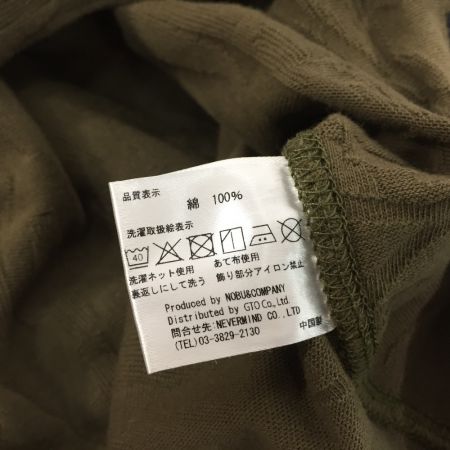 品質表示
綿 100%
洗濯取扱絵表示
40
洗濯ネット使用 あて布使用
裏返しにして洗う 飾り部分アイロン禁止
Produced by NOBU&COMPANY
Distributed by GTO Co., Ltd.
問合せ先: NEVERMIND CO.,LTD
(TEL)03-3829-2130 中国製